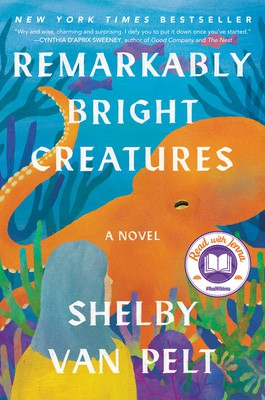 NEW YORK TIMES BESTSELLER
"Wry and wise, charming and surprising. I defy you to put it down once you've started."
—CYNTHIA D'APRIX SWEENEY, author of Good Company and The Nest
REMARKABLY
BRIGHT
CREATURES
A NOVEL
Read with Jenna
#ReadWithJenna
SHELBY
VAN PELT